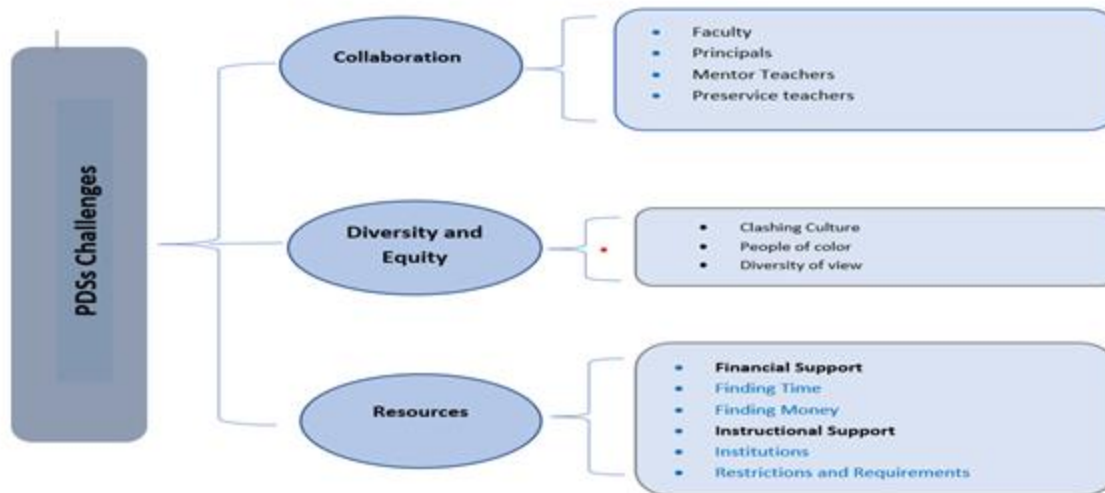 PDSs Challenges
Collaboration
Faculty
Principals
Mentor Teachers
Preservice teachers
Diversity and
Equity
Clashing Culture
People of color
Diversity of view
Resources
Financial Support
Finding Time
Finding Money
Instructional Support
Institutions
Restrictions and Requirements